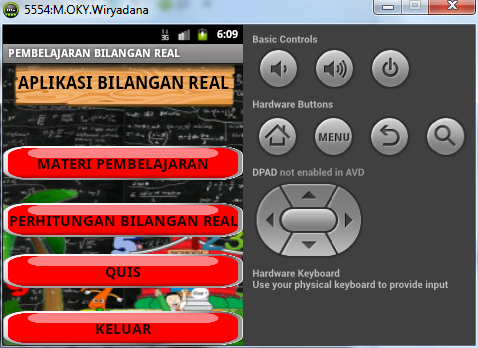 5554:M.OKY.Wiryadana
6:09
PEMBELAJARAN BILANGAN REAL
APLIKASI BILANGAN REAL
MATERI PEMBELAJARAN
PERHITUNGAN BILANGAN REAL
QUIS
KELUAR
Basic Controls
Hardware Buttons
MENU
DPAD not enabled in AVD
Hardware Keyboard
Use your physical keyboard to provide input